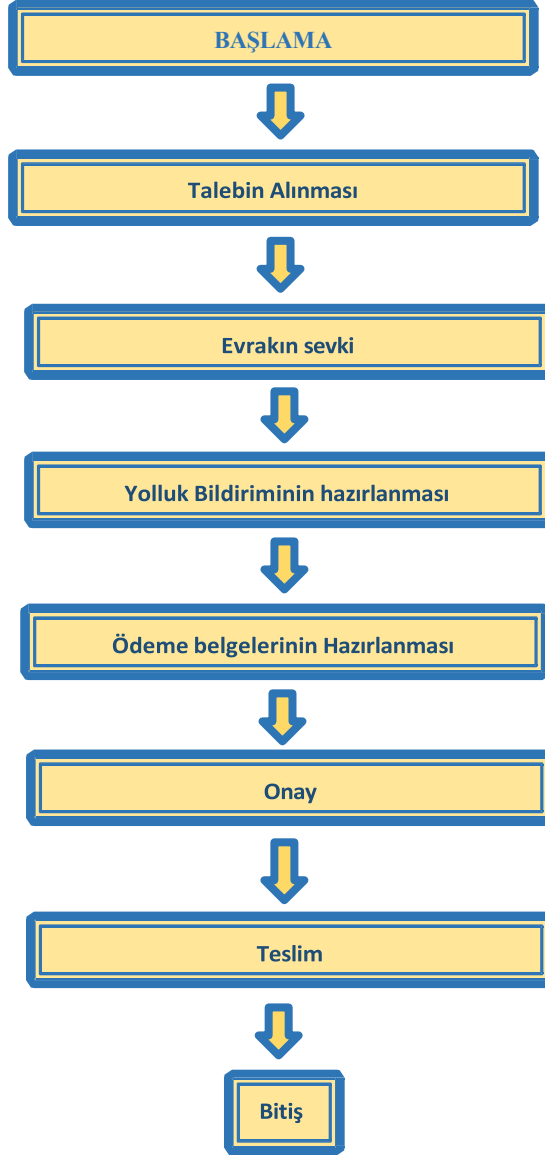 BAŞLAMA
Talebin Alınması
Evrakın sevki
Yolluk Bildiriminin hazırlanması
Ödeme belgelerinin Hazırlanması
Onay
Teslim
Bitiş